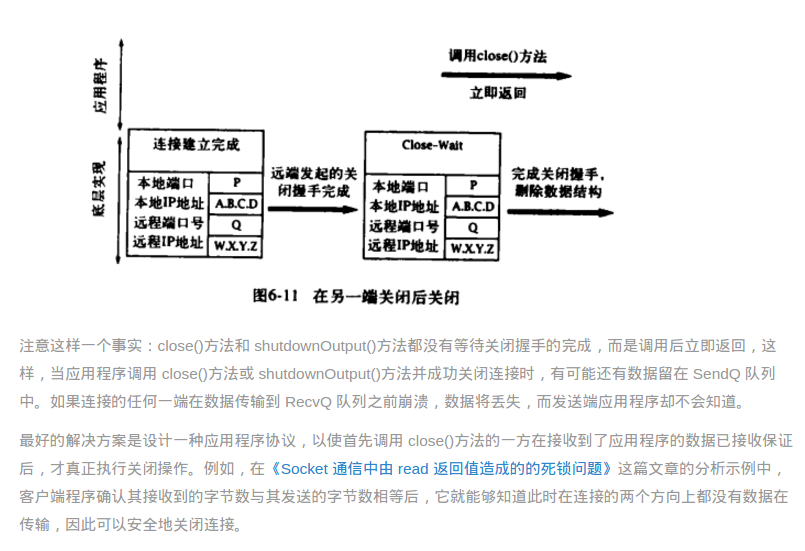 调用close()方法
立即返回
应用程序
底层实现
连接建立完成
本地端口 P
本地IP地址 A.B.C.D
远程端口号 Q
远程IP地址 W.X.Y.Z
远端发起的关
闭握手完成
Close-Wait
本地端口 P
本地IP地址 A.B.C.D
远程端口号 Q
远程IP地址 W.X.Y.Z
完成关闭握手，
删除数据结构
图6-11 在另一端关闭后关闭
注意这样一个事实：close()方法和 shutdownOutput()方法都没有等待关闭握手的完成，而是调用后立即返回，这
样，当应用程序调用 close()方法或 shutdownOutput()方法并成功关闭连接时，有可能还有数据留在 SendQ 队列
中。如果连接的任何一端在数据传输到 RecvQ 队列之前崩溃，数据将丢失，而发送端应用程序却不会知道。
最好的解决方案是设计一种应用程序协议，以使首先调用 close()方法的一方在接收到了应用程序的数据已接收保证
后，才真正执行关闭操作。例如，在《Socket 通信中由 read 返回值造成的的死锁问题》这篇文章的分析示例中，
客户端程序确认其接收到的字节数与其发送的字节数相等后，它就能够知道此时在连接的两个方向上都没有数据在
传输，因此可以安全地关闭连接。